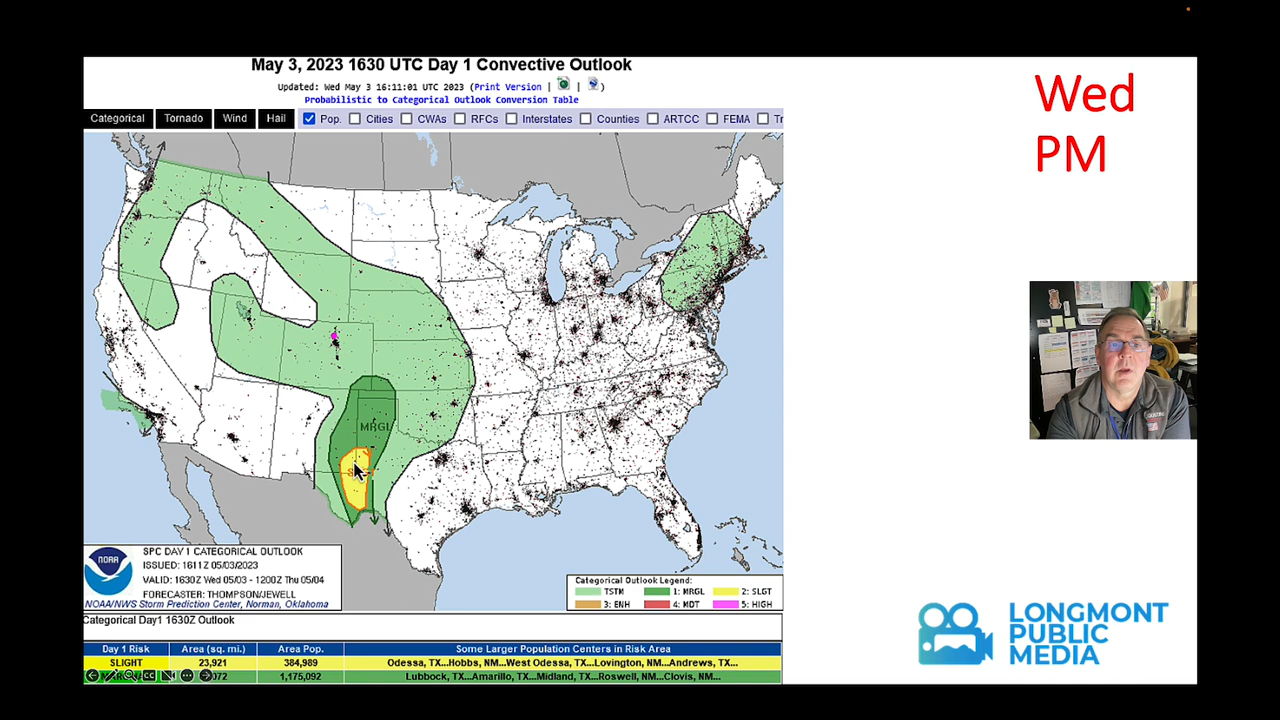 May 3, 2023 1630 UTC Day 1 Convective Outlook
Updated: Wed May 3 16:11:01 UTC 2023 (Print Version | | )
Probabilistic to Categorical Outlook Conversion Table
Categorical Tornado Wind Hail Pop. Cities CWAs RFCs Interstates Counties ARTCC FEMA Tr
Wed
PM
MRGL
SPC DAY 1 CATEGORICAL OUTLOOK
ISSUED: 1611Z 05/03/2023
VALID: 1630Z Wed 05/03 - 1200Z Thu 05/04
FORECASTER: THOMPSON/JEWELL
NOAA/NWS Storm Prediction Center, Norman, Oklahoma
NOAA
Categorical Outlook Legend:
TSTM 1: MRGL 2: SLGT
3: ENH 4: MDT 5: HIGH
Categorical Day1 1630Z Outlook
Day 1 Risk Area (sq. mi.) Area Pop. Some Larger Population Centers in Risk Area
SLIGHT 23,921 384,989 Odessa, TX...Hobbs, NM...West Odessa, TX...Lovington, NM...Andrews, TX...
072 1,175,092 Lubbock, TX...Amarillo, TX...Midland, TX...Roswell, NM...Clovis, NM...
LONGMONT
PUBLIC
MEDIA